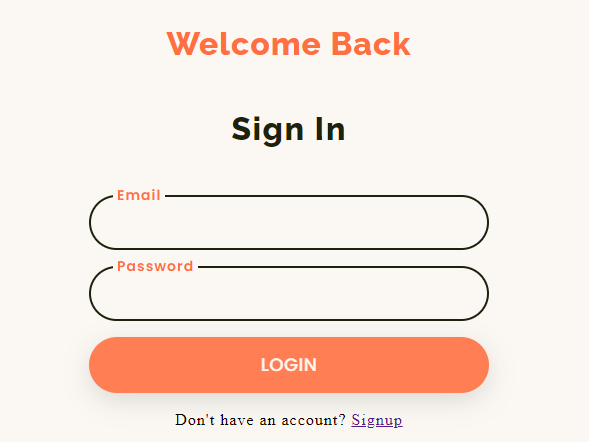 Welcome Back
Sign In
Email
Password
LOGIN
Don't have an account? Signup